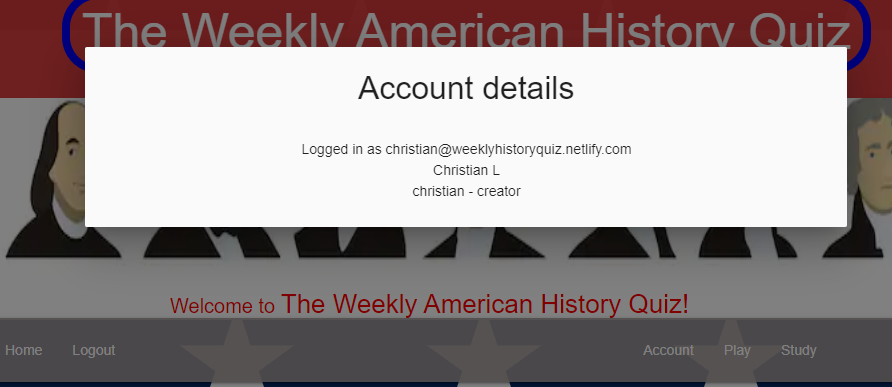 The Weekly American History Quiz
Account details
Logged in as christian@weeklyhistoryquiz.netlify.com
Christian L
christian - creator
Welcome to The Weekly American History Quiz!
Home Logout Account Play Study